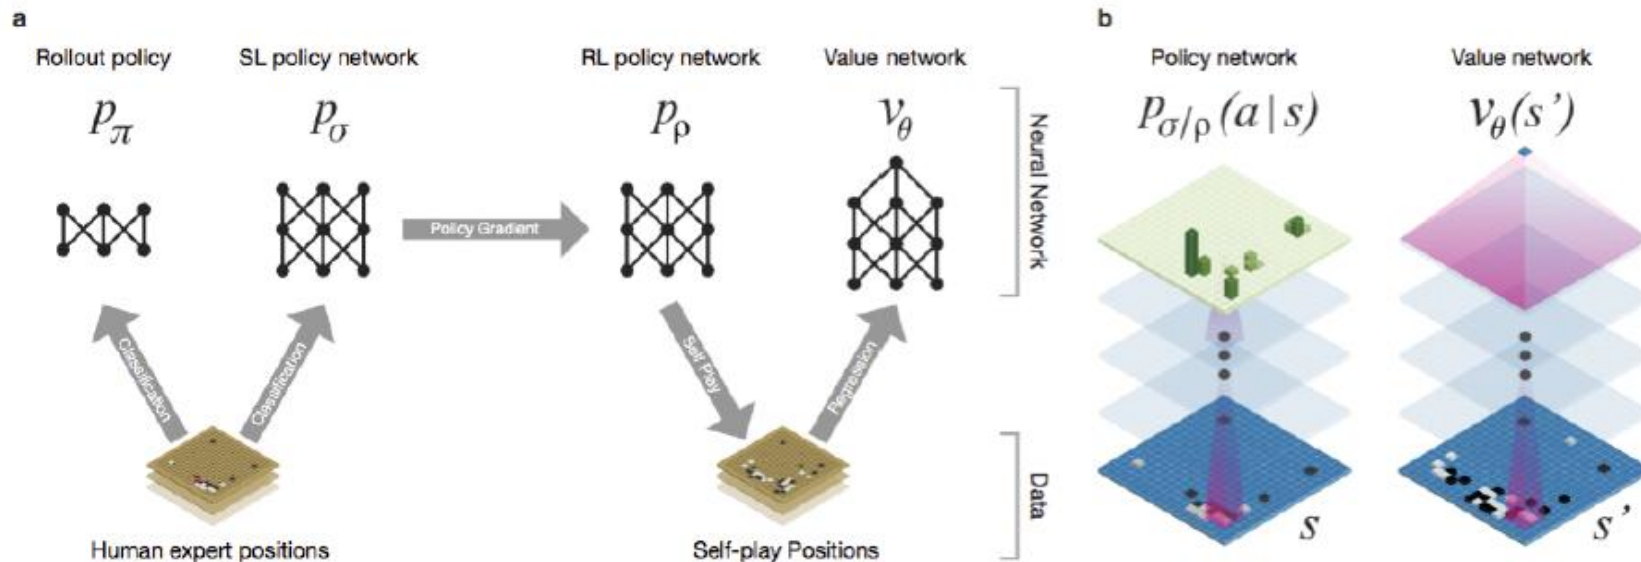 a
Rollout policy
SL policy network
RL policy network
Value network
pπ
pσ
pρ
vθ
Policy Gradient
Classification
Classification
Self Play
Regression
Human expert positions
Self-play Positions
Neural Network
Data
b
Policy network
Value network
pσ/ρ(a|s)
vθ(s’)
s
s’